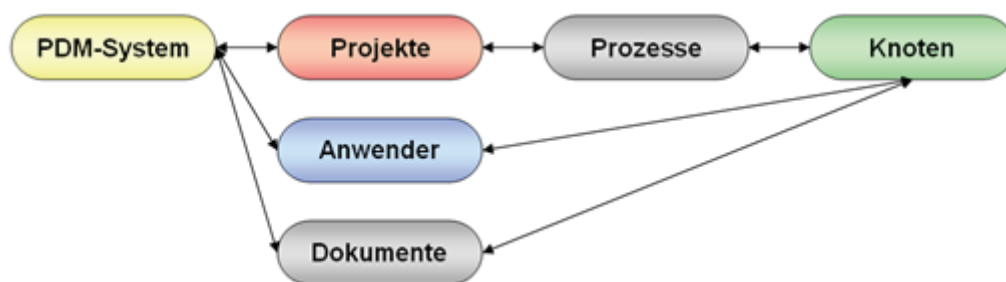 PDM-System
Projekte
Prozesse
Knoten
Anwender
Dokumente